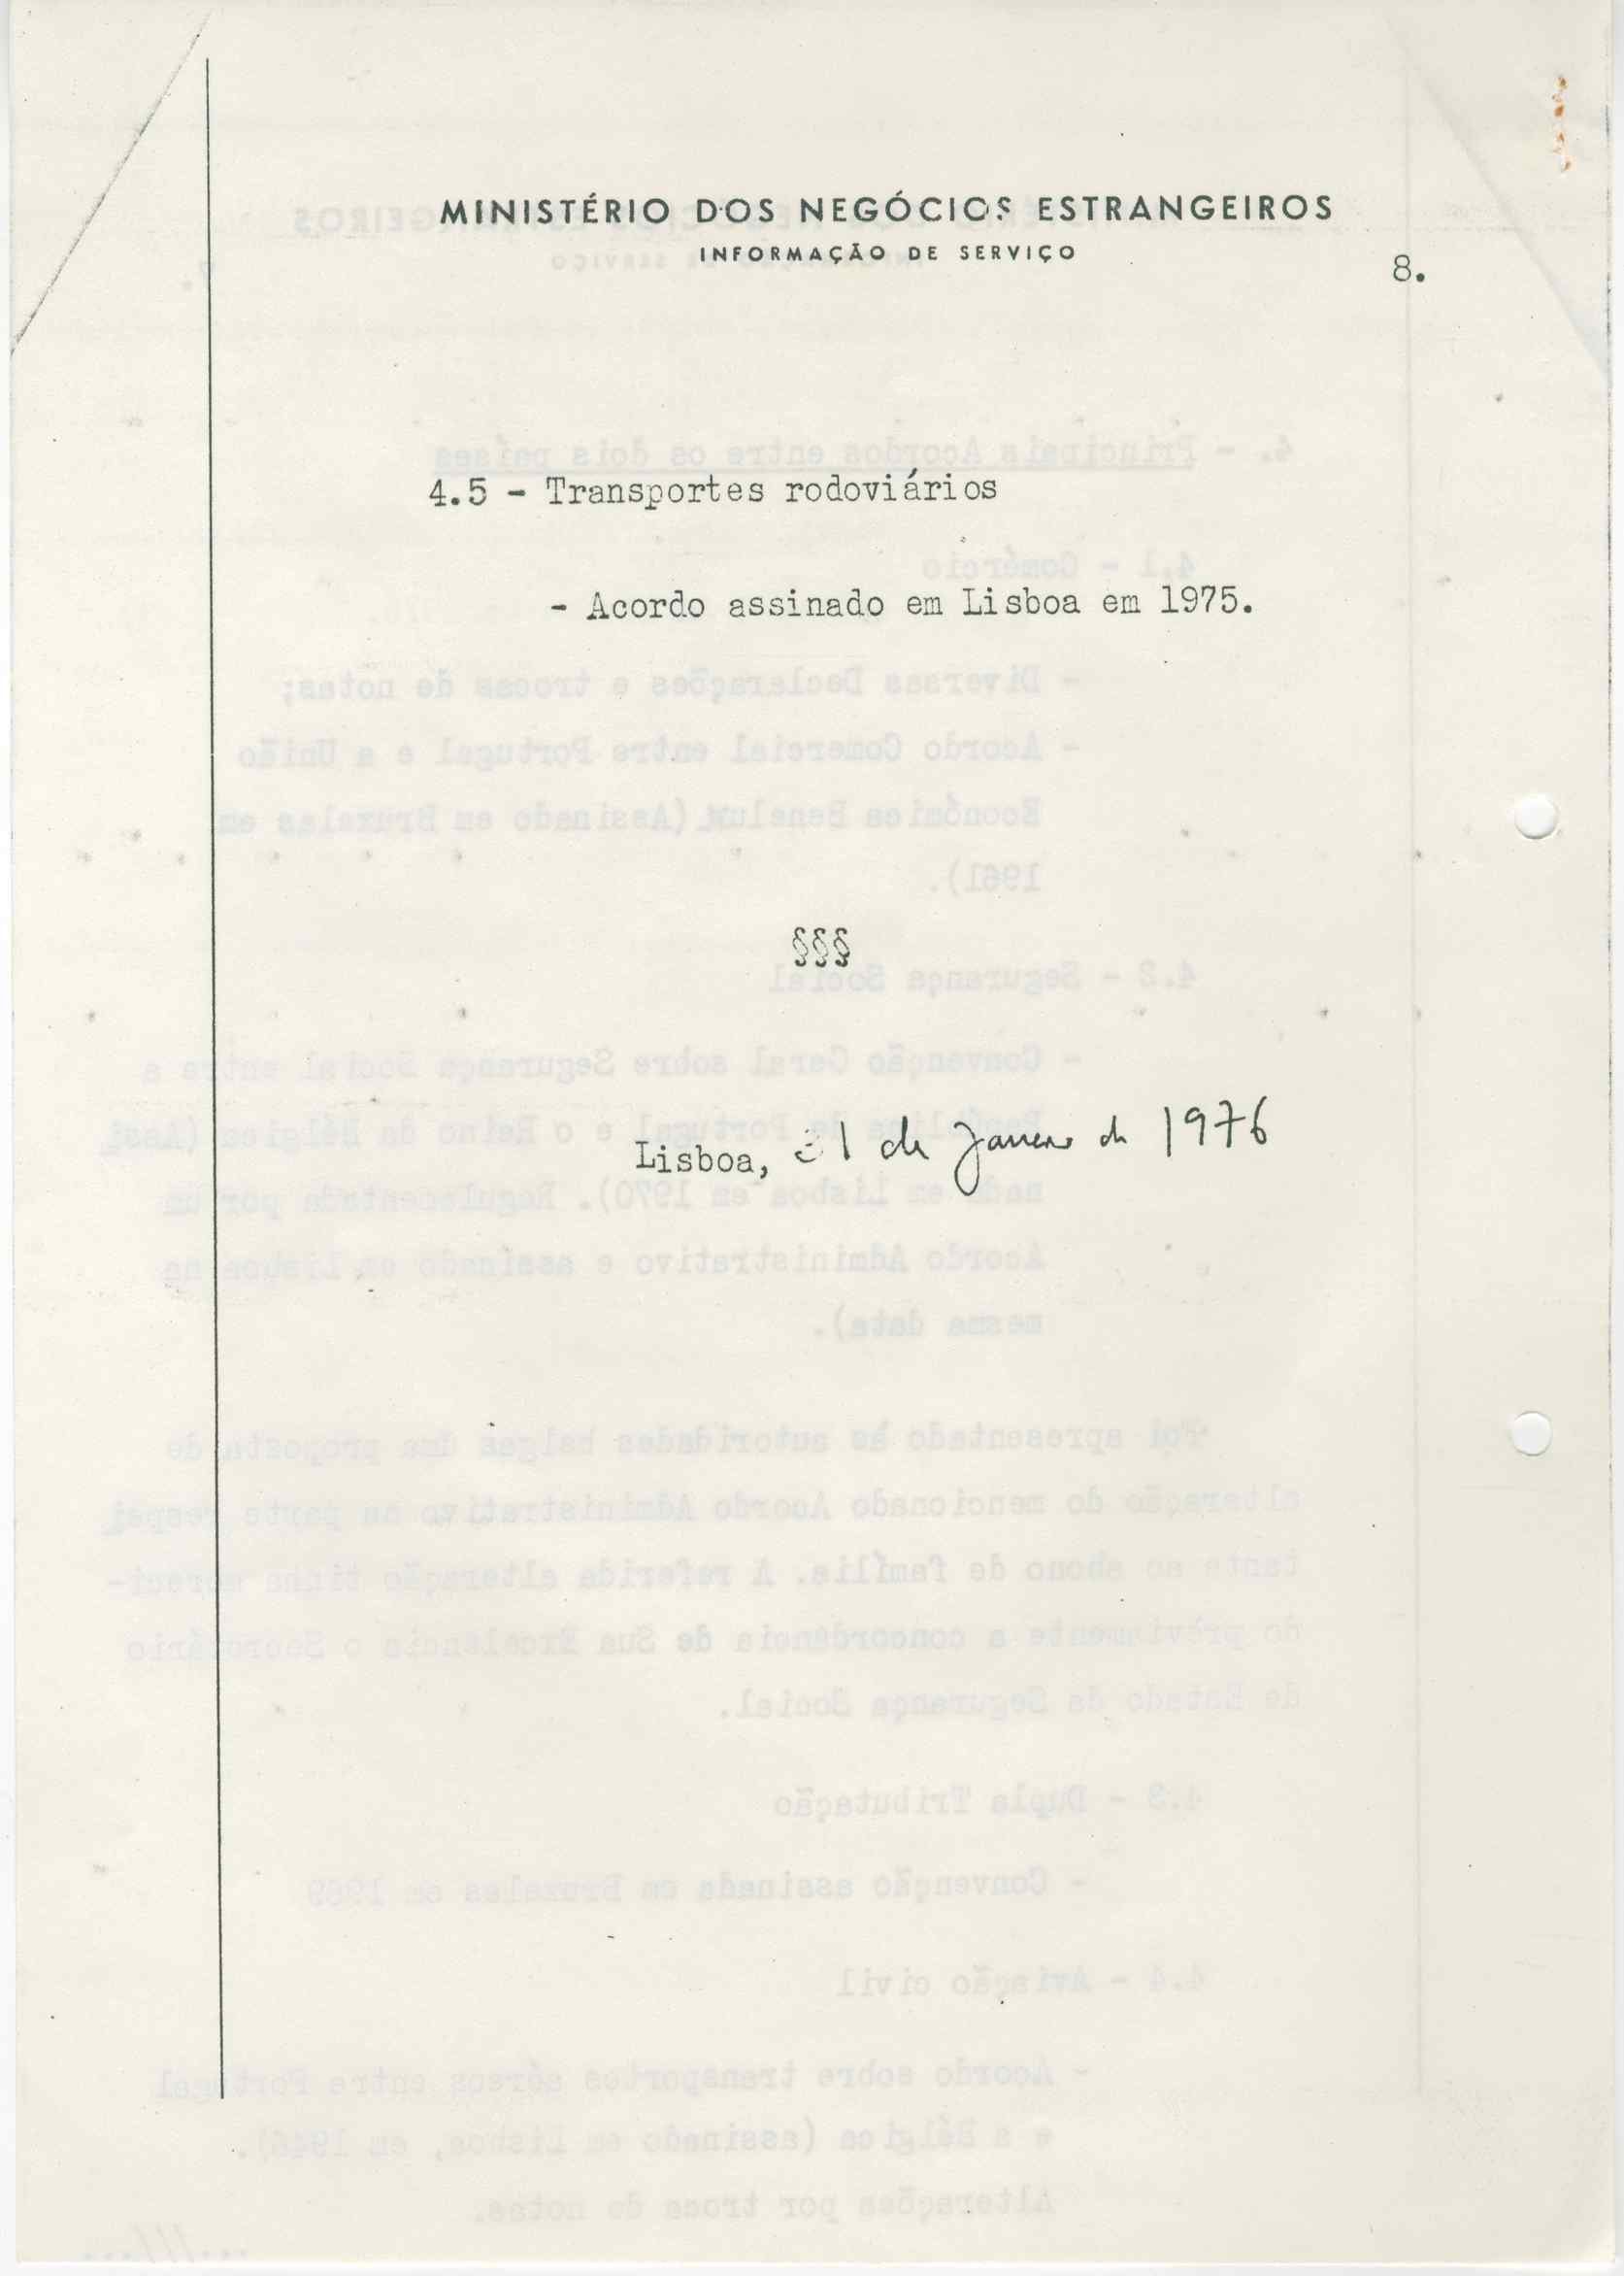 MINISTÉRIO DOS NEGÓCIOS ESTRANGEIROS
INFORMAÇÃO DE SERVIÇO
8.
4.5 - Transportes rodoviários
- Acordo assinado em Lisboa em 1975.
§§§
Lisboa, de Janeiro de 1976